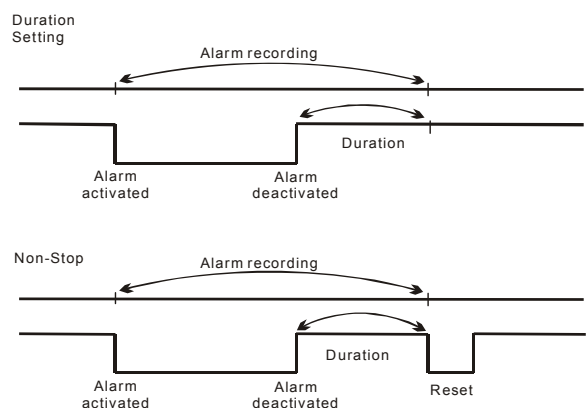 Duration
Setting
Alarm recording
Duration
Alarm
activated
Alarm
deactivated
Non-Stop
Alarm recording
Duration
Reset
Alarm
activated
Alarm
deactivated